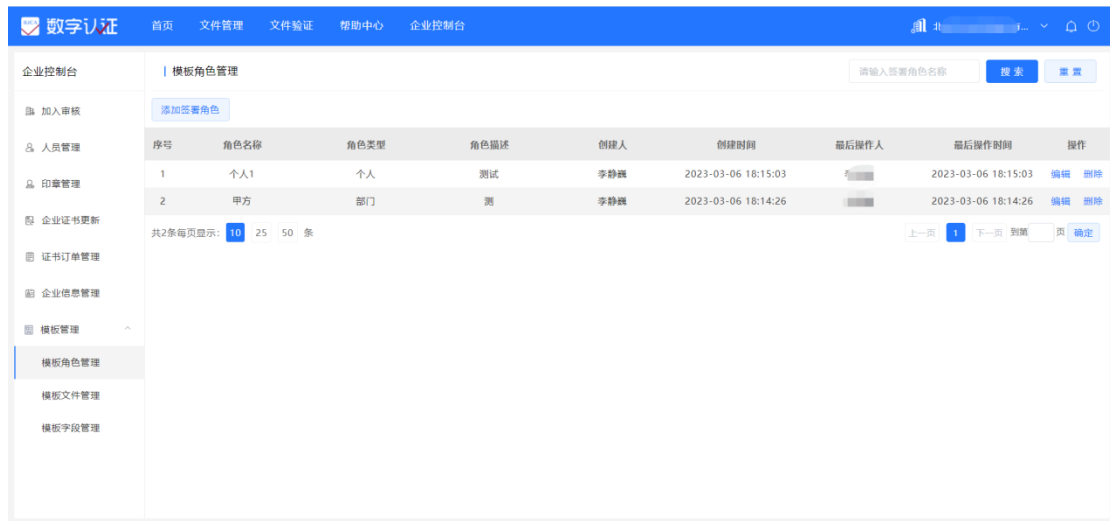 数字认证 首页 文件管理 文件验证 帮助中心 企业控制台 北
企业控制台
加入审核
人员管理
印章管理
企业证书更新
证书订单管理
企业信息管理
模板管理
模板角色管理
模板文件管理
模板字段管理
模板角色管理 请输入签署角色名称 搜索 重置
添加签署角色
序号 角色名称 角色类型 角色描述 创建人 创建时间 最后操作人 最后操作时间 操作
1 个人1 个人 测试 李静巍 2023-03-06 18:15:03 2023-03-06 18:15:03 编辑 删除
2 甲方 部门 测 李静巍 2023-03-06 18:14:26 2023-03-06 18:14:26 编辑 删除
共2条每页显示: 10 25 50 条 上一页 1 下一页 到第 页 确定